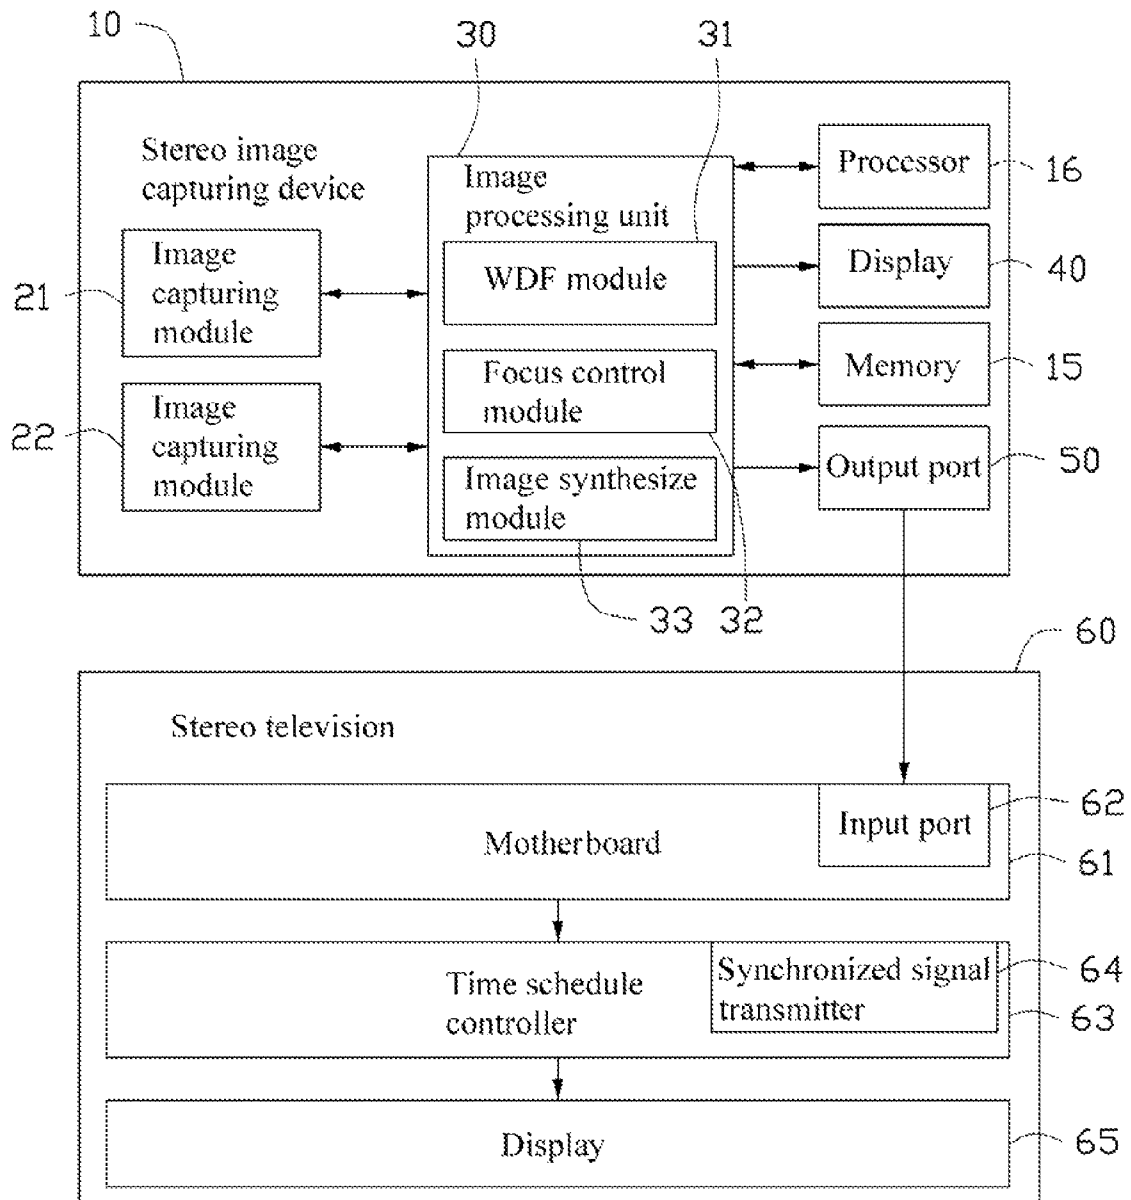 10
30
31
Stereo image
capturing device
Image
processing unit
Processor
16
Image
capturing
module
21
WDF module
Display
40
Focus control
module
Memory
15
Image
capturing
module
22
Image synthesize
module
Output port
50
33
32
60
Stereo television
Motherboard
Input port
62
61
Time schedule
controller
Synchronized signal
transmitter
64
63
Display
65